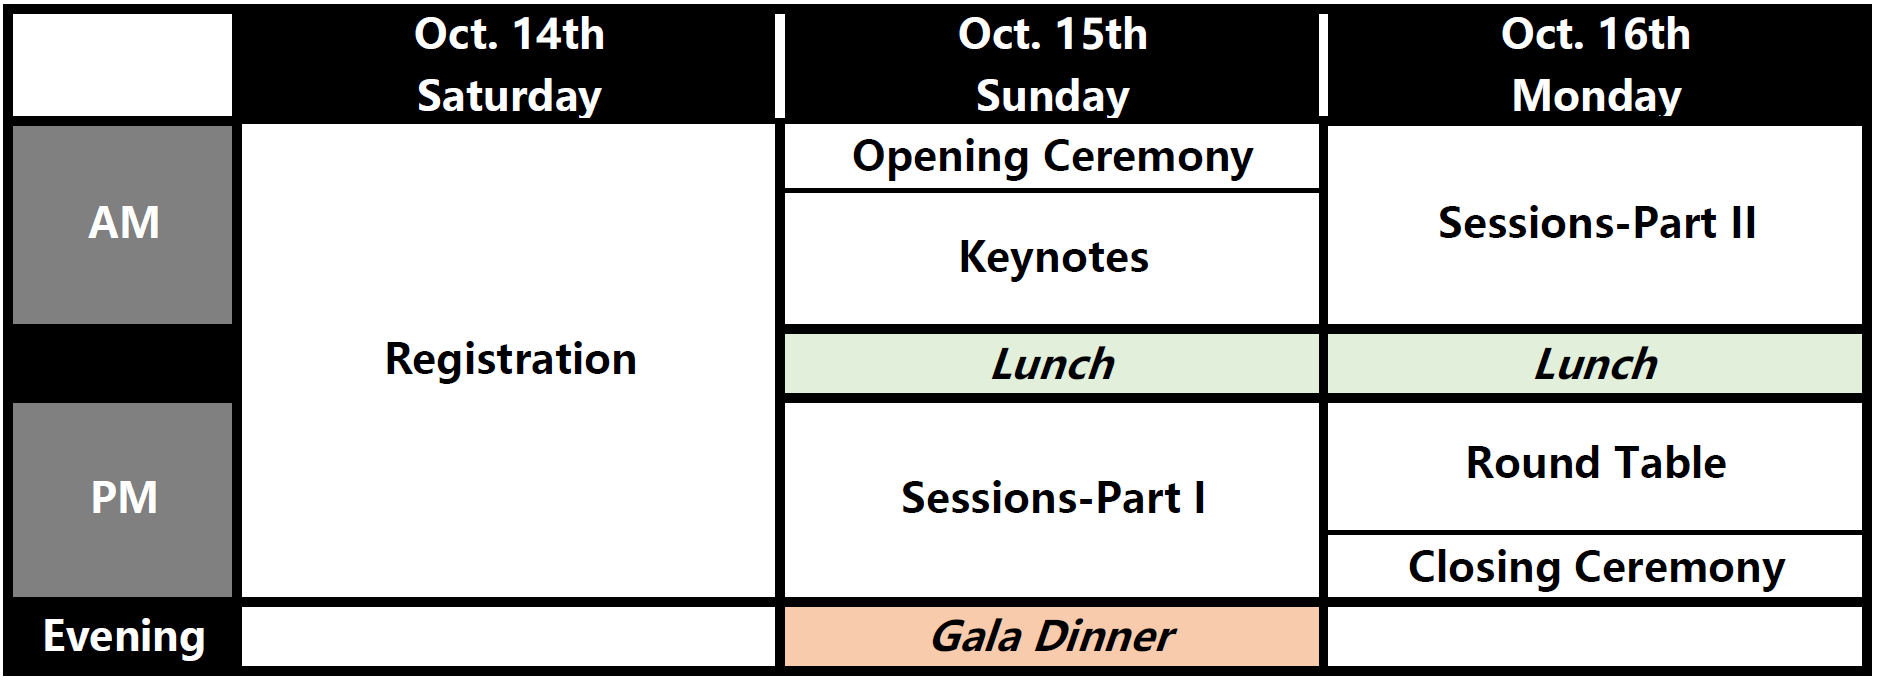 Oct. 14th
Saturday
Oct. 15th
Sunday
Oct. 16th
Monday
AM
Registration
Opening Ceremony
Keynotes
Sessions-Part II
Lunch
Lunch
PM
Sessions-Part I
Round Table
Closing Ceremony
Evening
Gala Dinner